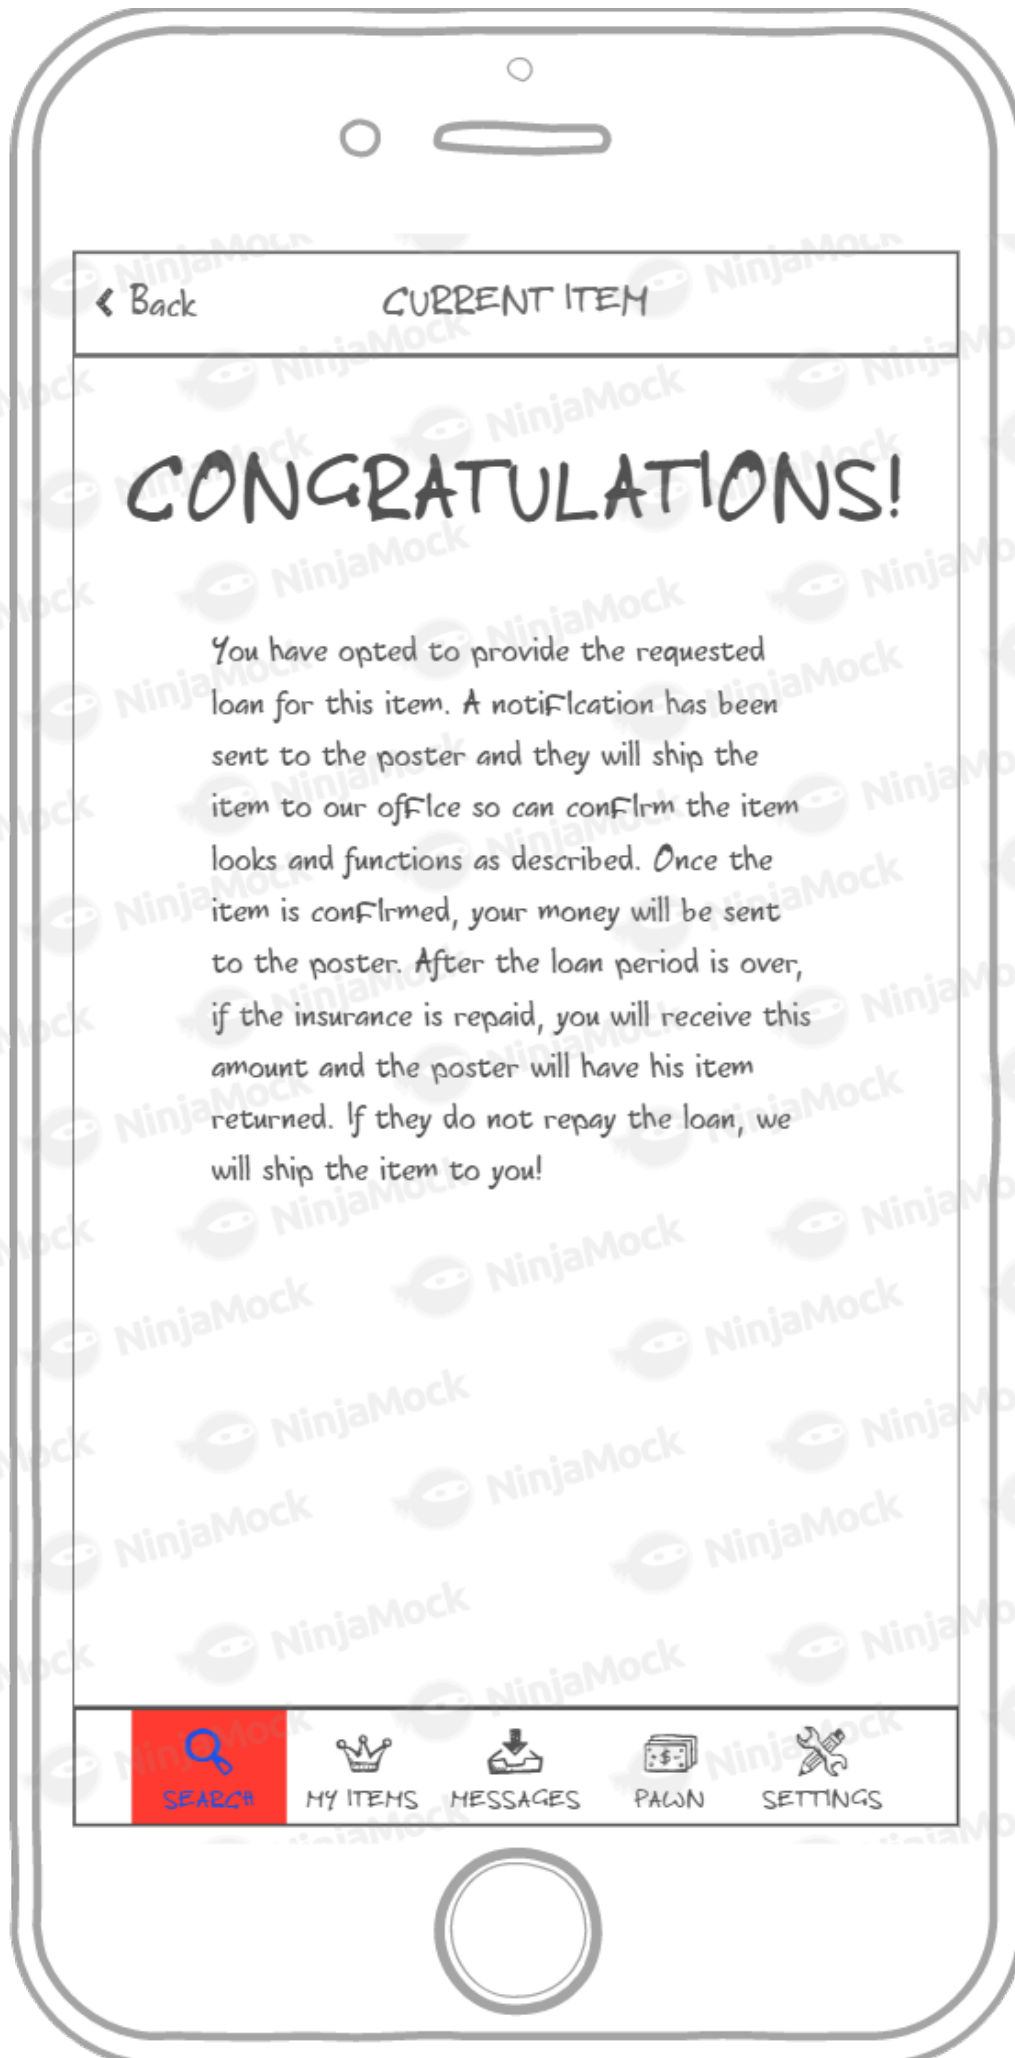 Back
CURRENT ITEM
CONGRATULATIONS!
You have opted to provide the requested
loan for this item. A notification has been
sent to the poster and they will ship the
item to our office so can confirm the item
looks and functions as described. Once the
item is confirmed, your money will be sent
to the poster. After the loan period is over,
if the insurance is repaid, you will receive this
amount and the poster will have his item
returned. If they do not repay the loan, we
will ship the item to you!
SEARCH MY ITEMS MESSAGES PAWN SETTINGS
NinjaMock